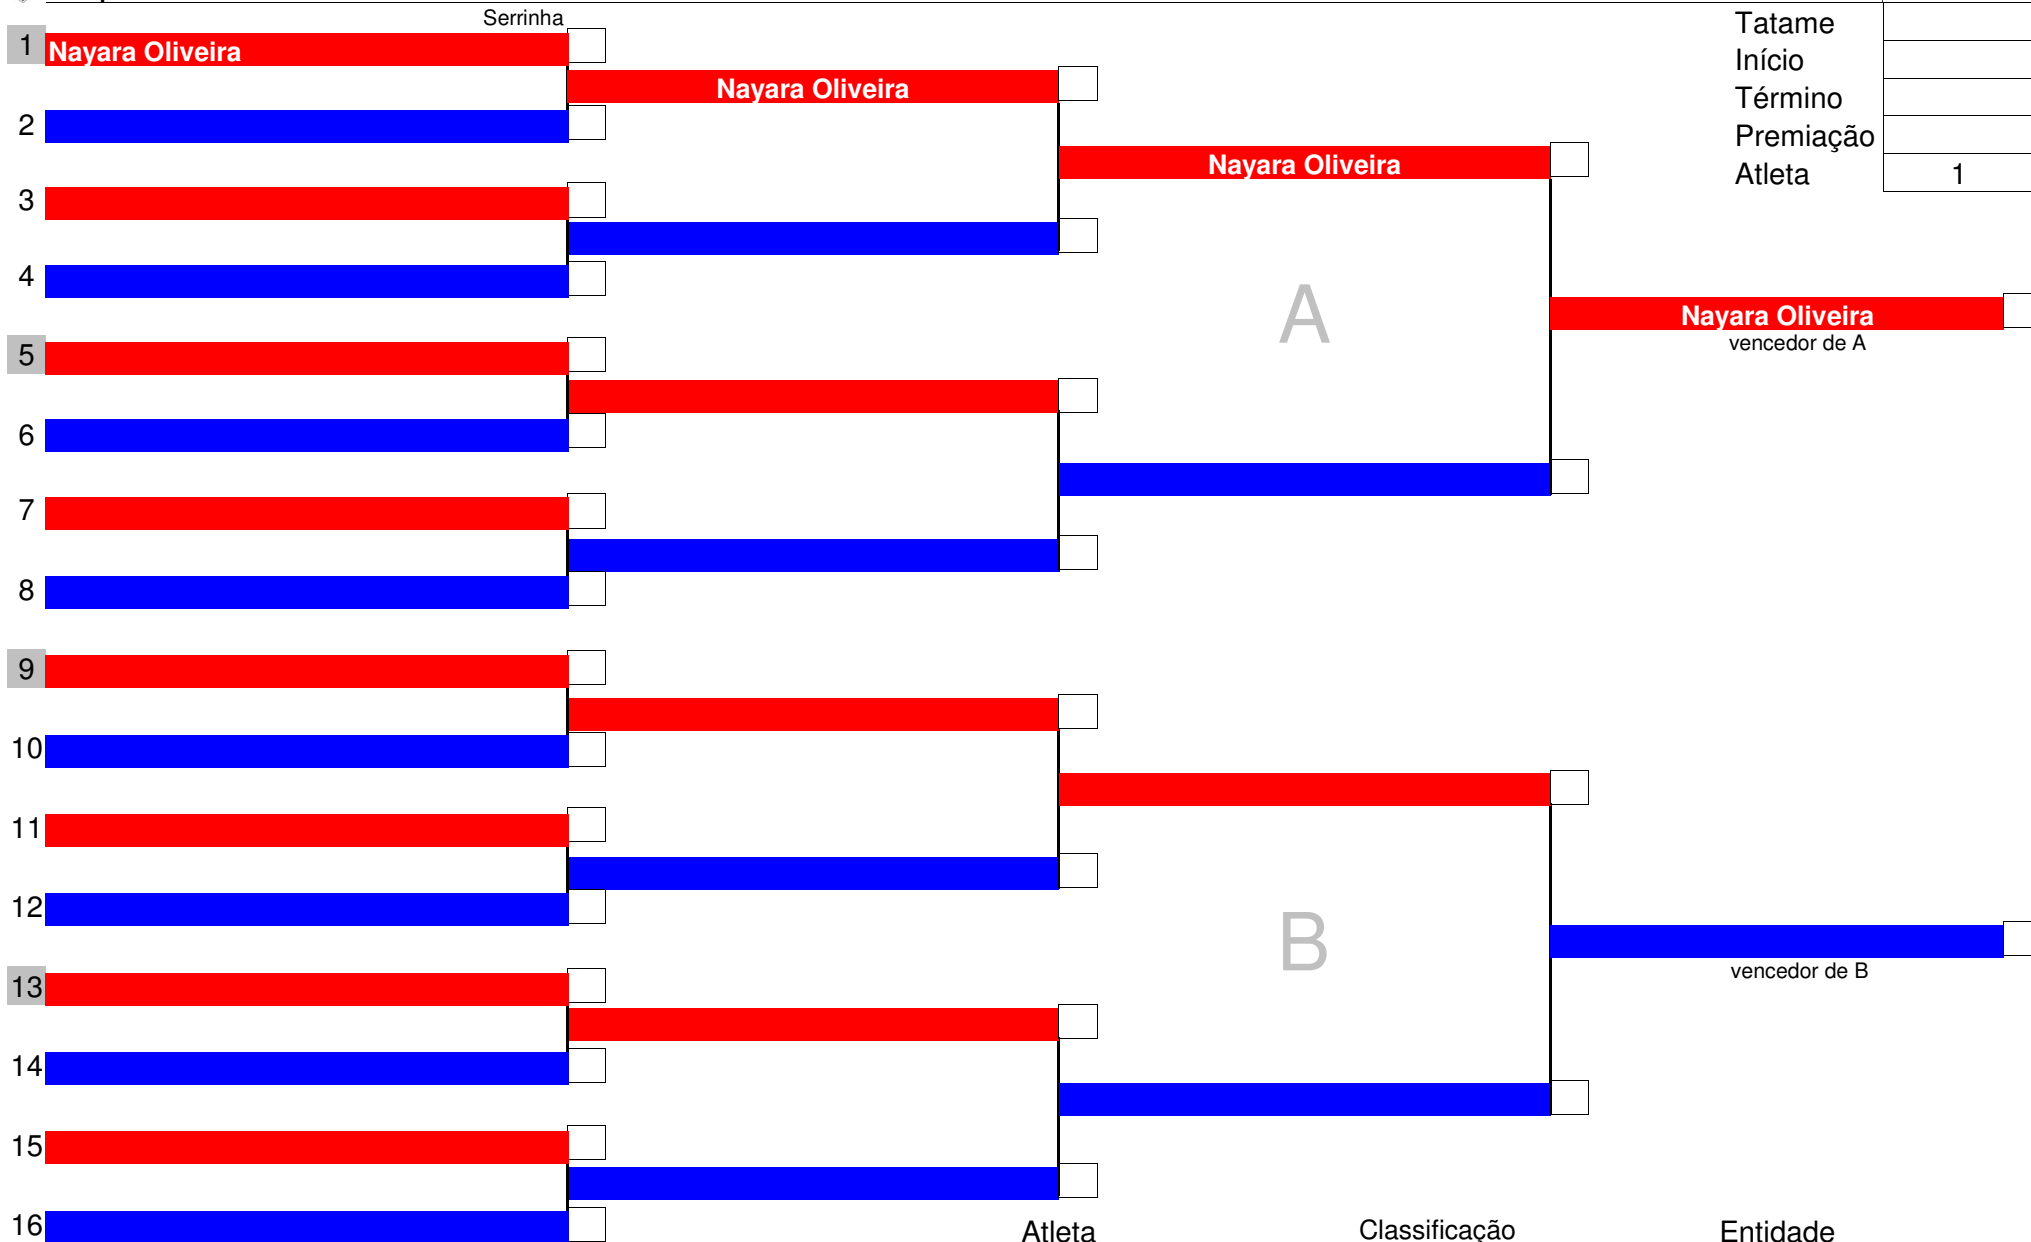 Serrinha
Tatame
1 Nayara Oliveira
Início
Nayara Oliveira
Término
2
Premiação
Nayara Oliveira
Atleta 1
3
4
A
Nayara Oliveira
vencedor de A
5
6
7
8
9
10
11
12
B
vencedor de B
13
14
15
16
Atleta Classificação Entidade